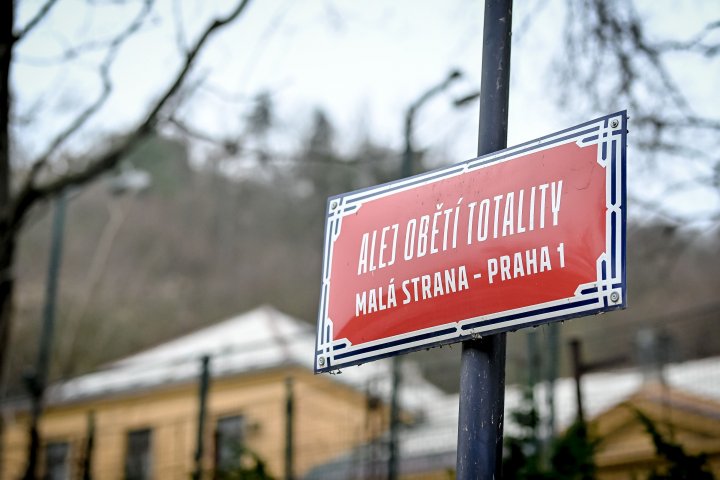 ALEJ OBĚTÍ TOTALITY
MALÁ STRANA - PRAHA 1